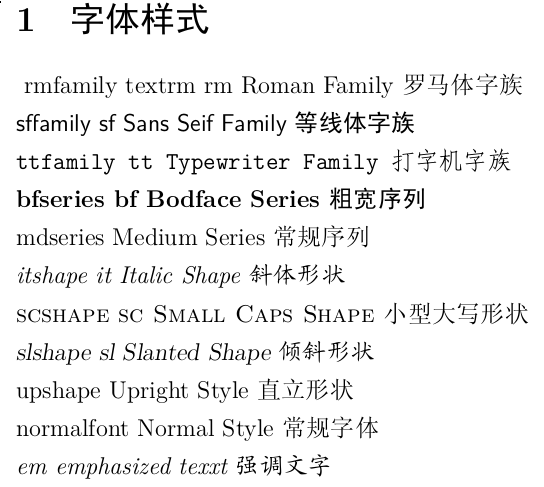 1 字体样式
rmfamily textrm rm Roman Family 罗马体字族
sffamily sf Sans Seif Family 等线体字族
ttfamily tt Typewriter Family 打字机字族
bfseries bf Bodface Series 粗宽序列
mdseries Medium Series 常规序列
itshape it Italic Shape 斜体形状
scshape sc Small Caps Shape 小型大写形状
slshape sl Slanted Shape 倾斜形状
upshape Upright Style 直立形状
normalfont Normal Style 常规字体
em emphasized texxt 强调文字